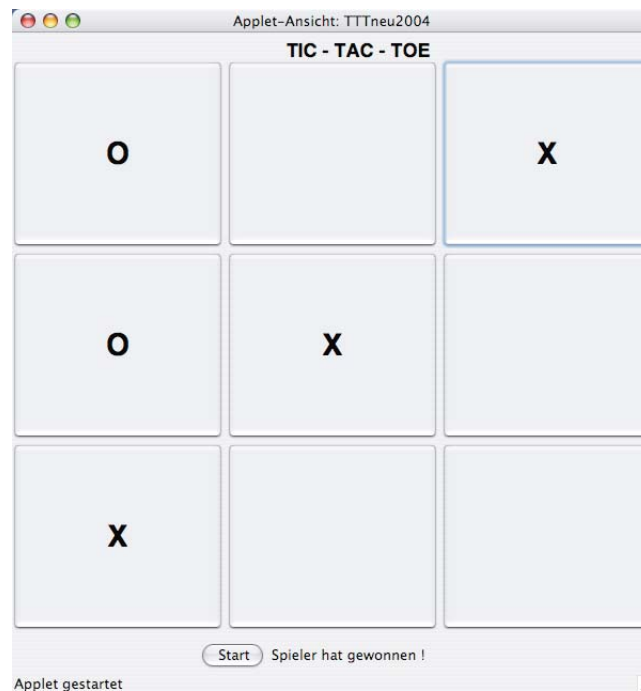 Applet-Ansicht: TTTneu2004
TIC - TAC - TOE
O X
O X
X
Start Spieler hat gewonnen !
Applet gestartet